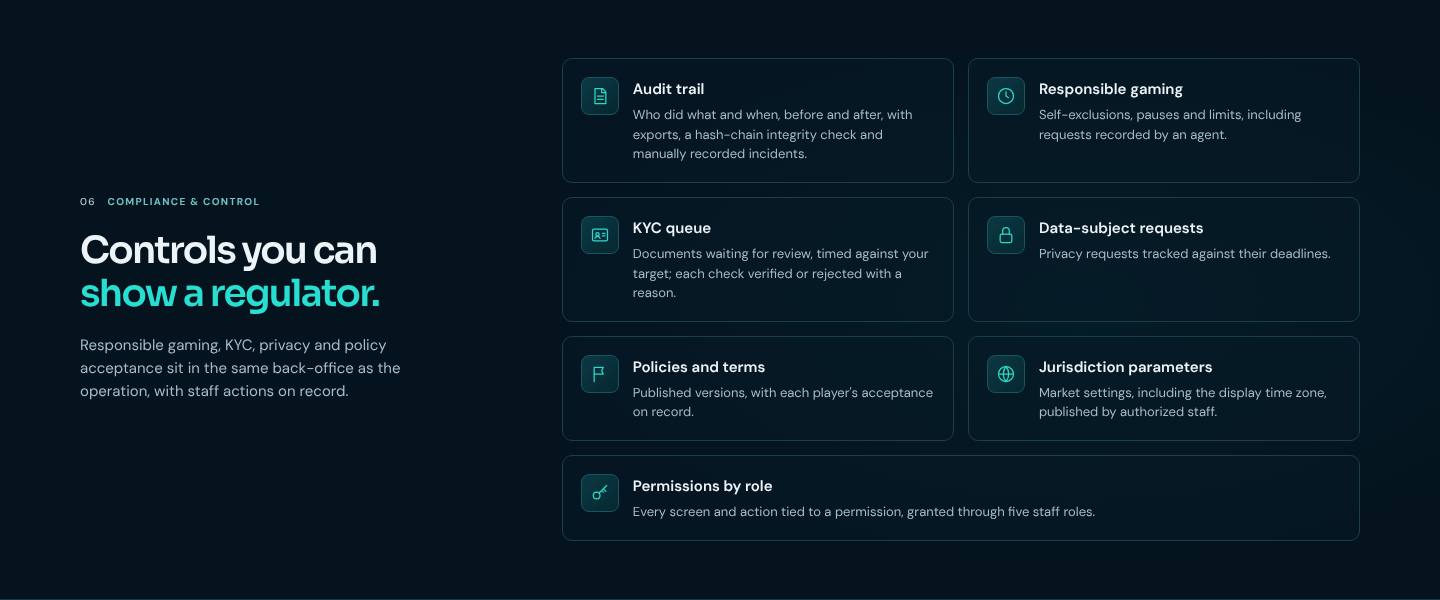 06 COMPLIANCE & CONTROL
Controls you can
show a regulator.
Responsible gaming, KYC, privacy and policy
acceptance sit in the same back-office as the
operation, with staff actions on record.
Audit trail
Who did what and when, before and after, with
exports, a hash-chain integrity check and
manually recorded incidents.
Responsible gaming
Self-exclusions, pauses and limits, including
requests recorded by an agent.
KYC queue
Documents waiting for review, timed against your
target; each check verified or rejected with a
reason.
Data-subject requests
Privacy requests tracked against their deadlines.
Policies and terms
Published versions, with each player's acceptance
on record.
Jurisdiction parameters
Market settings, including the display time zone,
published by authorized staff.
Permissions by role
Every screen and action tied to a permission, granted through five staff roles.